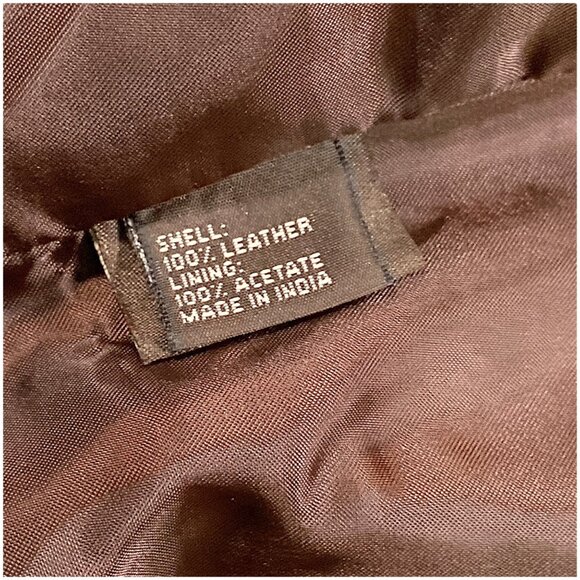 SHELL:
100% LEATHER
LINING:
100% ACETATE
MADE IN INDIA